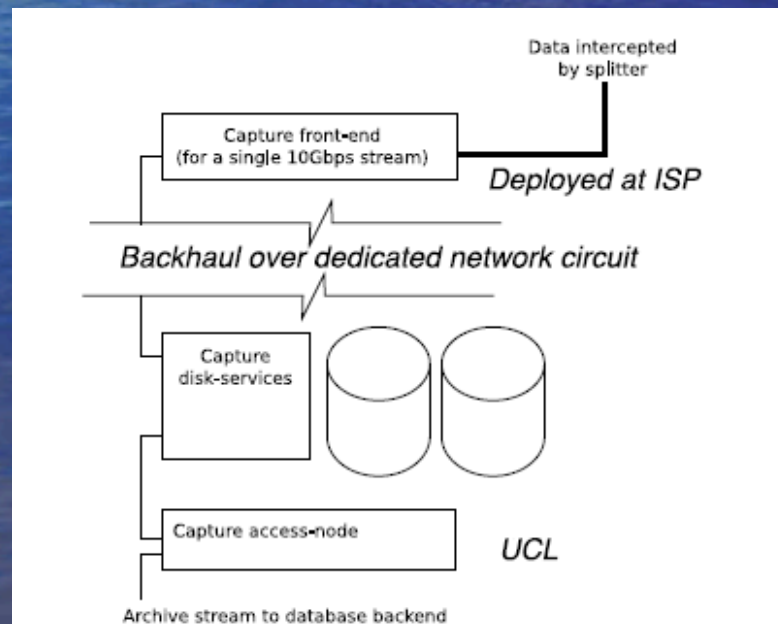 Data intercepted
by splitter
Capture front-end
(for a single 10Gbps stream)
Deployed at ISP
Backhaul over dedicated network circuit
Capture
disk-services
Capture access-node
UCL
Archive stream to database backend